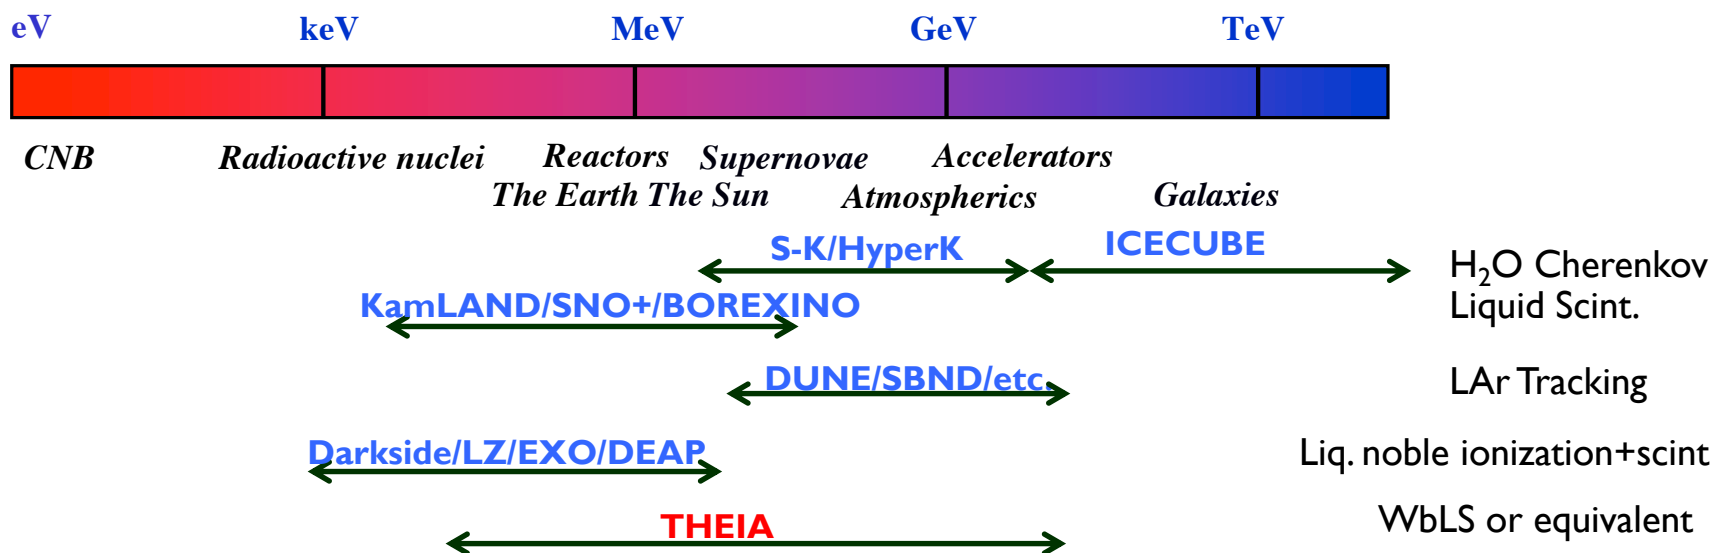 eV keV MeV GeV TeV
CNB Radioactive nuclei Reactors Supernovae Accelerators
The Earth The Sun Atmospherics Galaxies
S-K/HyperK ICECUBE H₂O Cherenkov
KamLAND/SNO+/BOREXINO Liquid Scint.
DUNE/SBND/etc. LAr Tracking
Darkside/LZ/EXO/DEAP Liq. noble ionization+scint
THEIA WbLS or equivalent